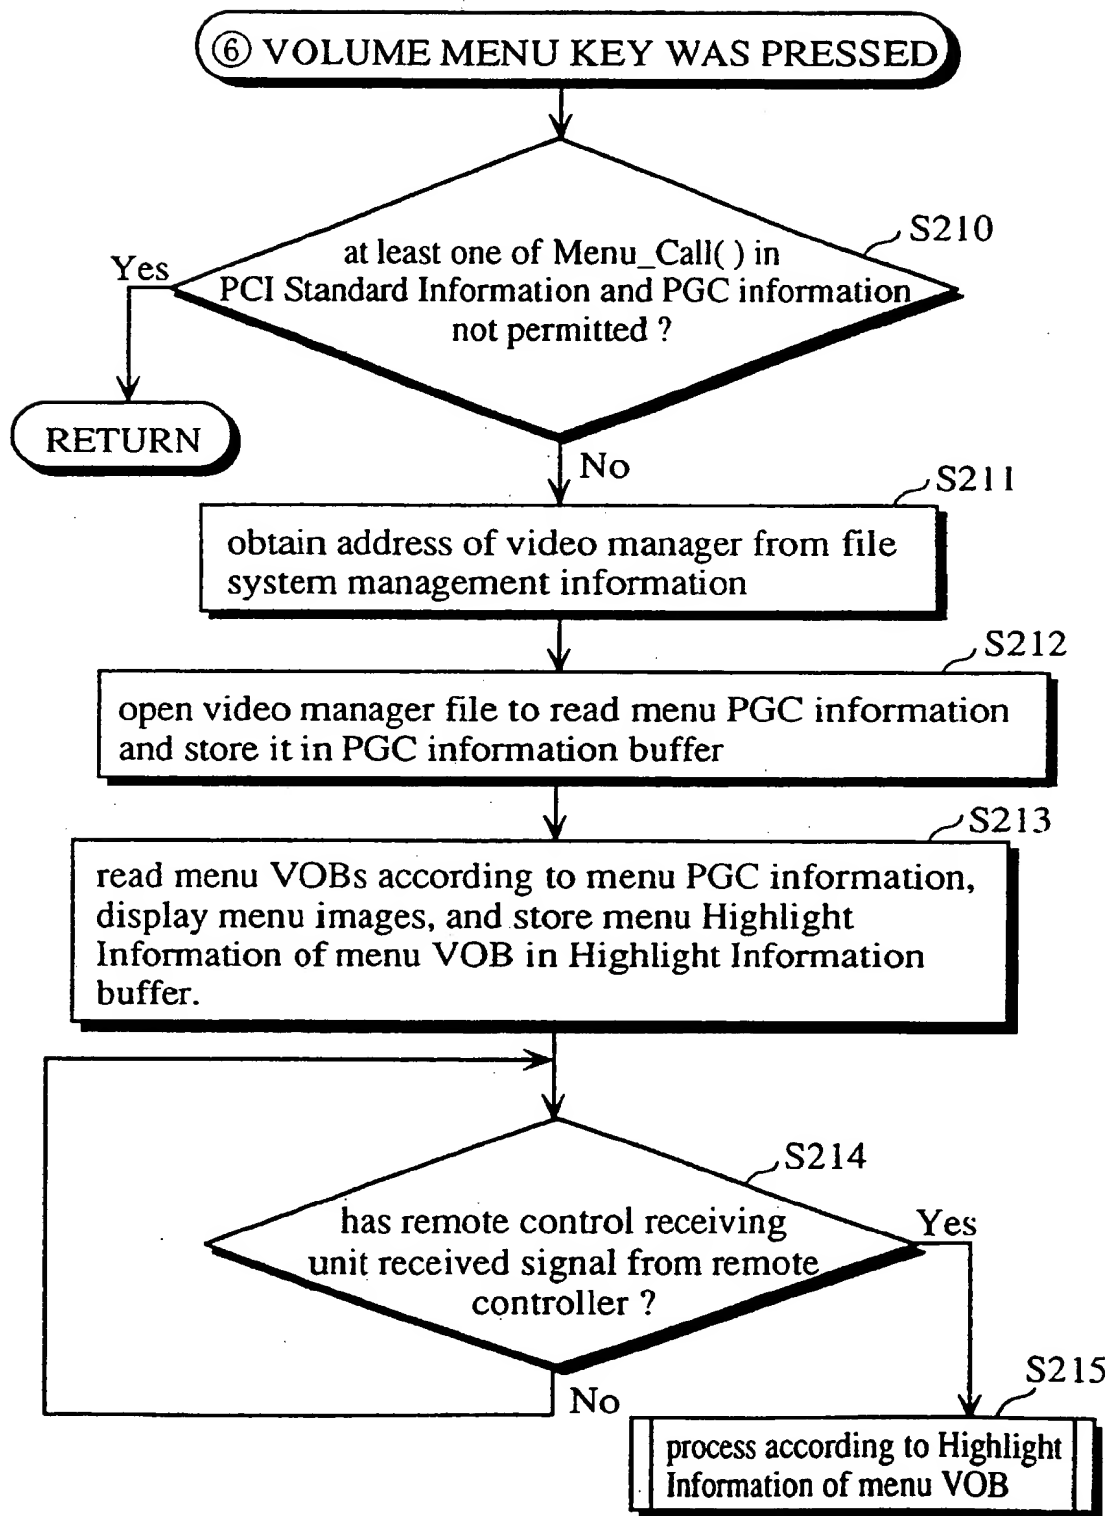 ⑥ VOLUME MENU KEY WAS PRESSED
S210
at least one of Menu_Call( ) in
PCI Standard Information and PGC information
not permitted ?
Yes
RETURN
No
S211
obtain address of video manager from file
system management information
S212
open video manager file to read menu PGC information
and store it in PGC information buffer
S213
read menu VOBs according to menu PGC information,
display menu images, and store menu Highlight
Information of menu VOB in Highlight Information
buffer.
S214
has remote control receiving
unit received signal from remote
controller ?
Yes
No
S215
process according to Highlight
Information of menu VOB